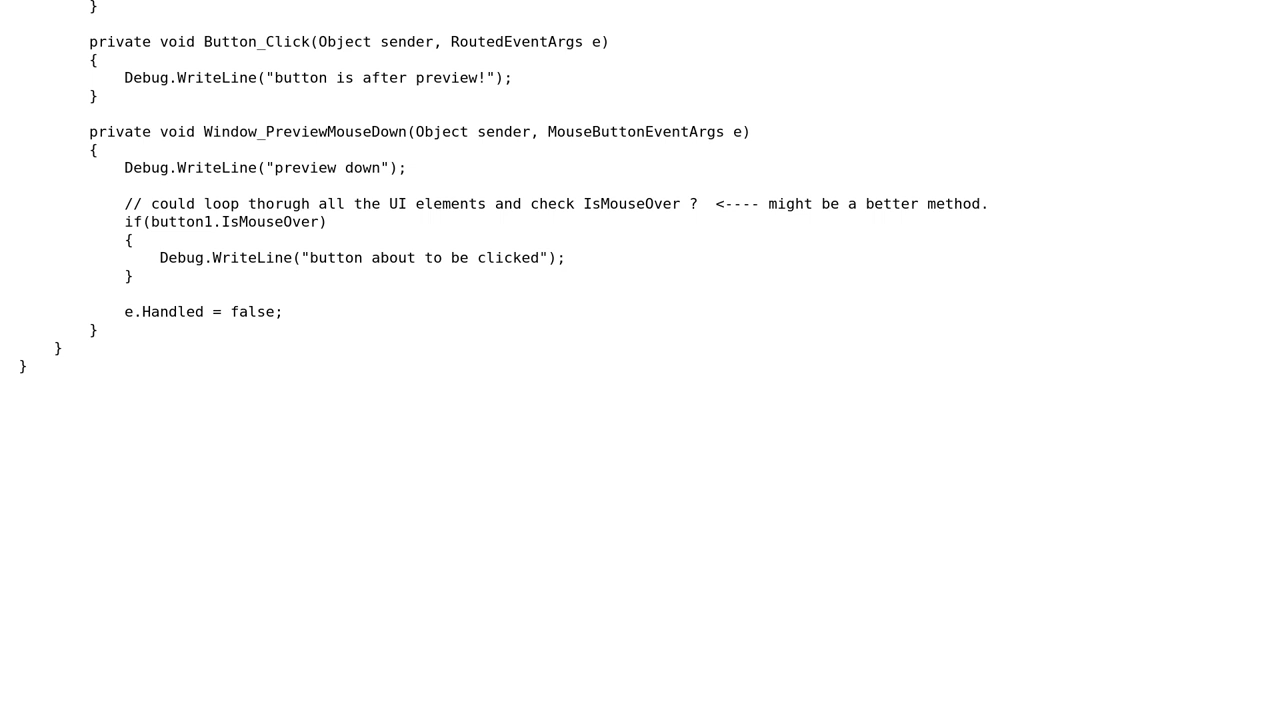 }
private void Button_Click(Object sender, RoutedEventArgs e)
{
Debug.WriteLine("button is after preview!");
}
private void Window_PreviewMouseDown(Object sender, MouseButtonEventArgs e)
{
Debug.WriteLine("preview down");
// could loop thorugh all the UI elements and check IsMouseOver ?  <---- might be a better method.
if(button1.IsMouseOver)
{
Debug.WriteLine("button about to be clicked");
}
e.Handled = false;
}
}
}